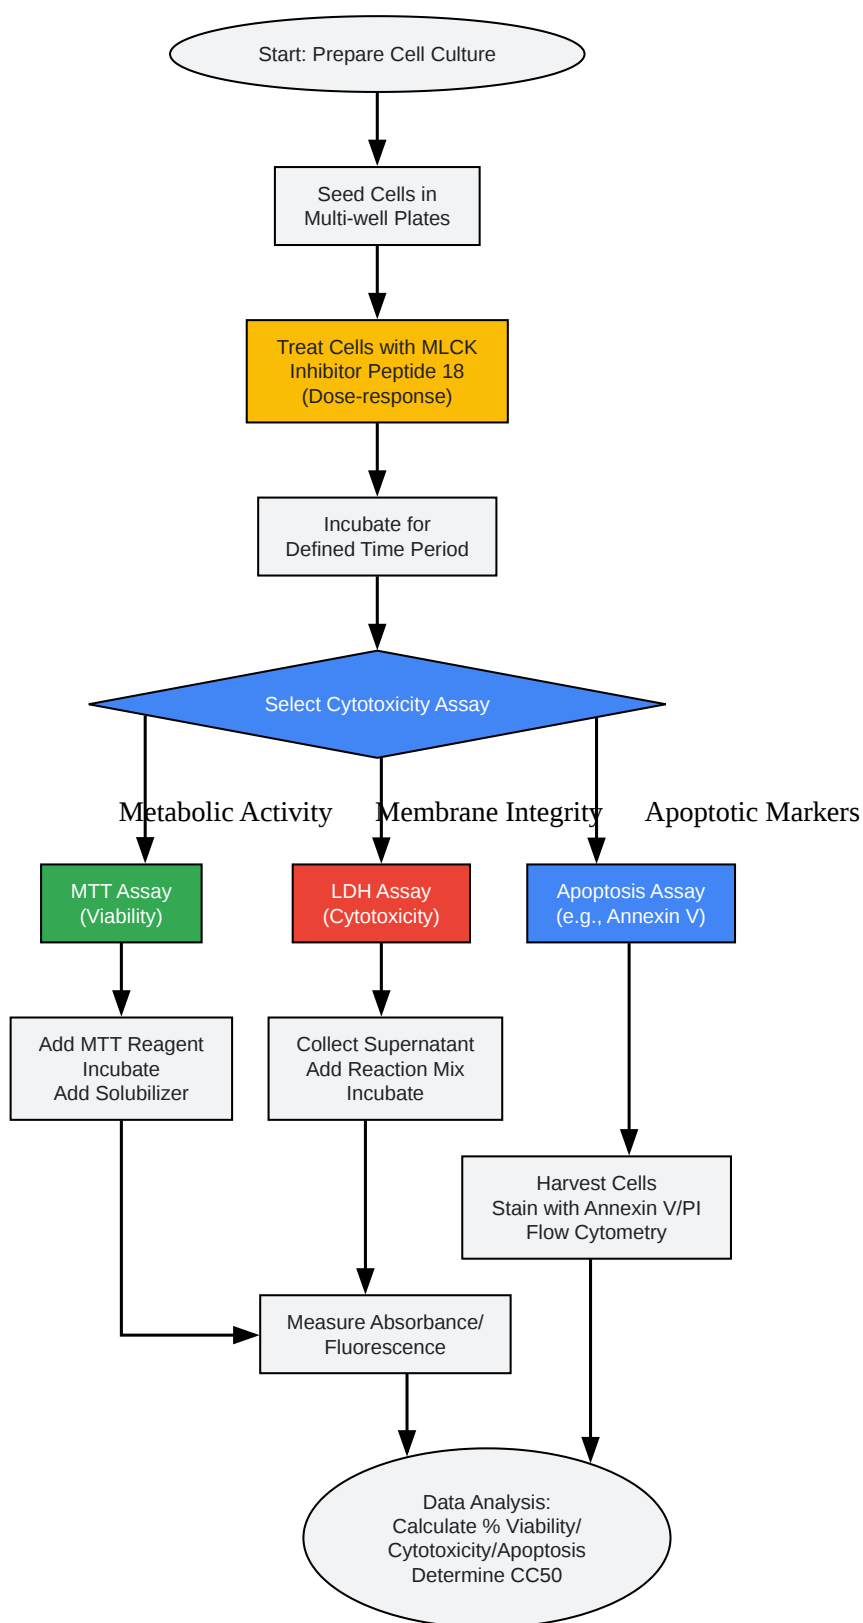 Start: Prepare Cell Culture
Seed Cells in
Multi-well Plates
Treat Cells with MLCK
Inhibitor Peptide 18
(Dose-response)
Incubate for
Defined Time Period
Select Cytotoxicity Assay
Metabolic Activity
Membrane Integrity
Apoptotic Markers
MTT Assay
(Viability)
LDH Assay
(Cytotoxicity)
Apoptosis Assay
(e.g., Annexin V)
Add MTT Reagent
Incubate
Add Solubilizer
Collect Supernatant
Add Reaction Mix
Incubate
Harvest Cells
Stain with Annexin V/PI
Flow Cytometry
Measure Absorbance/
Fluorescence
Data Analysis:
Calculate % Viability/
Cytotoxicity/Apoptosis
Determine CC50